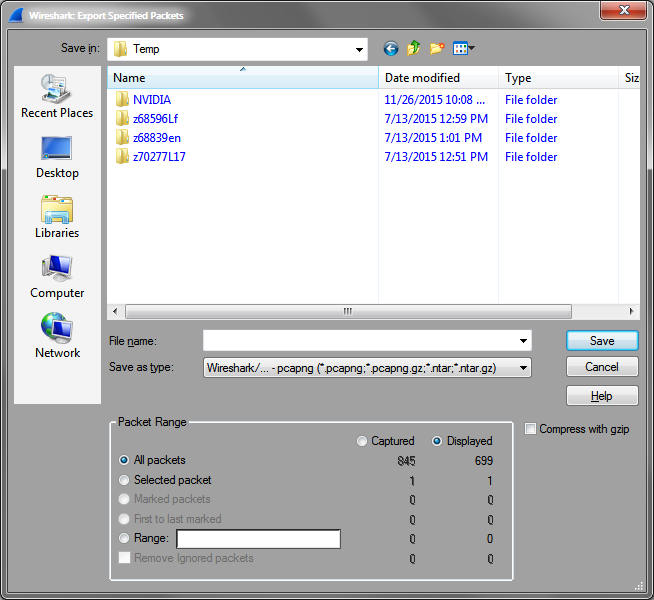 Wireshark: Export Specified Packets
Save in: Temp
Name Date modified Type Siz
NVIDIA 11/26/2015 10:08 ... File folder
z68596Lf 7/13/2015 12:59 PM File folder
z68839en 7/13/2015 1:01 PM File folder
z70277L17 7/13/2015 12:51 PM File folder
Recent Places
Desktop
Libraries
Computer
Network
File name: Save
Save as type: Wireshark/... - pcapng (*.pcapng;*.pcapng.gz;*.ntar;*.ntar.gz) Cancel
Help
Packet Range
Compress with gzip
Captured Displayed
All packets 845 699
Selected packet 1 1
Marked packets 0 0
First to last marked 0 0
Range: 0 0
Remove Ignored packets 0 0